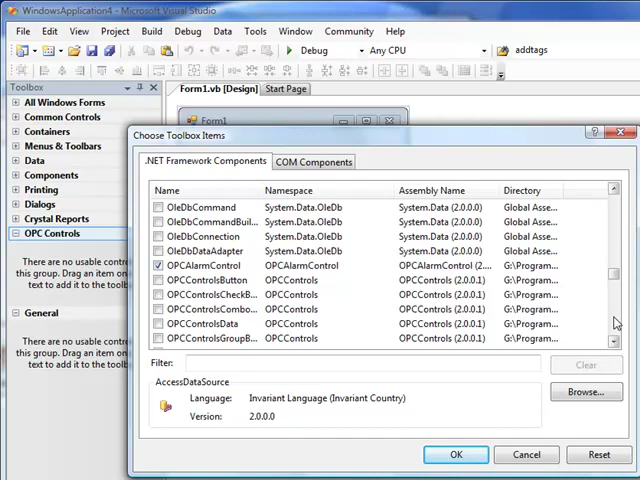 WindowsApplication4 - Microsoft Visual Studio
File Edit View Project Build Debug Data Tools Window Community Help
Debug Any CPU addtags
Toolbox
Form1.vb [Design] Start Page
All Windows Forms
Common Controls
Containers
Menus & Toolbars
Data
Components
Printing
Dialogs
Crystal Reports
OPC Controls
There are no usable controls in
this group. Drag an item onto this
text to add it to the toolbox.
General
There are no usable controls in
this group. Drag an item onto this
text to add it to the toolbox.
Form1
Choose Toolbox Items
.NET Framework Components COM Components
Name Namespace Assembly Name Directory
OleDbCommand System.Data.OleDb System.Data (2.0.0.0) Global Asse...
OleDbCommandBuil... System.Data.OleDb System.Data (2.0.0.0) Global Asse...
OleDbConnection System.Data.OleDb System.Data (2.0.0.0) Global Asse...
OleDbDataAdapter System.Data.OleDb System.Data (2.0.0.0) Global Asse...
OPCAlarmControl OPCAlarmControl OPCAlarmControl (2.... G:\Program...
OPCControlsButton OPCControls OPCControls (2.0.0.1) G:\Program...
OPCControlsCheckB... OPCControls OPCControls (2.0.0.1) G:\Program...
OPCControlsCombo... OPCControls OPCControls (2.0.0.1) G:\Program...
OPCControlsData OPCControls OPCControls (2.0.0.1) G:\Program...
OPCControlsGroupB... OPCControls OPCControls (2.0.0.1) G:\Program...
Filter: Clear
AccessDataSource
Language: Invariant Language (Invariant Country)
Version: 2.0.0.0
Browse...
OK Cancel Reset